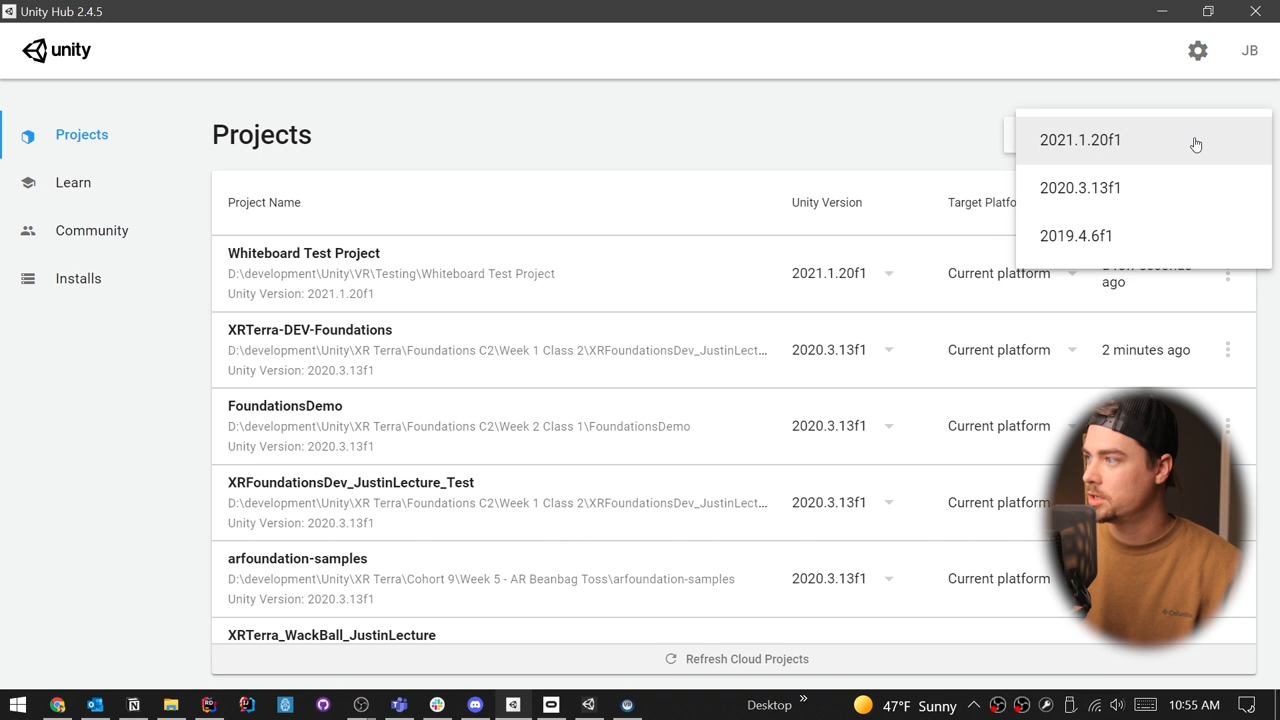 Unity Hub 2.4.5
unity
JB
Projects
Learn
Community
Installs
Projects
2021.1.20f1
2020.3.13f1
2019.4.6f1
Project Name
Unity Version
Target Platfo
Whiteboard Test Project
D:\development\Unity\VR\Testing\Whiteboard Test Project
Unity Version: 2021.1.20f1
2021.1.20f1
Current platform
ago
XRTerra-DEV-Foundations
D:\development\Unity\XR Terra\Foundations C2\Week 1 Class 2\XRFoundationsDev_JustinLect...
Unity Version: 2020.3.13f1
2020.3.13f1
Current platform
2 minutes ago
FoundationsDemo
D:\development\Unity\XR Terra\Foundations C2\Week 2 Class 1\FoundationsDemo
Unity Version: 2020.3.13f1
2020.3.13f1
Current platform
XRFoundationsDev_JustinLecture_Test
D:\development\Unity\XR Terra\Foundations C2\Week 1 Class 2\XRFoundationsDev_JustinLect...
Unity Version: 2020.3.13f1
2020.3.13f1
Current platform
arfoundation-samples
D:\development\Unity\XR Terra\Cohort 9\Week 5 - AR Beanbag Toss\arfoundation-samples
Unity Version: 2020.3.13f1
2020.3.13f1
Current platform
XRTerra_WackBall_JustinLecture
Refresh Cloud Projects
Desktop
47°F Sunny
10:55 AM